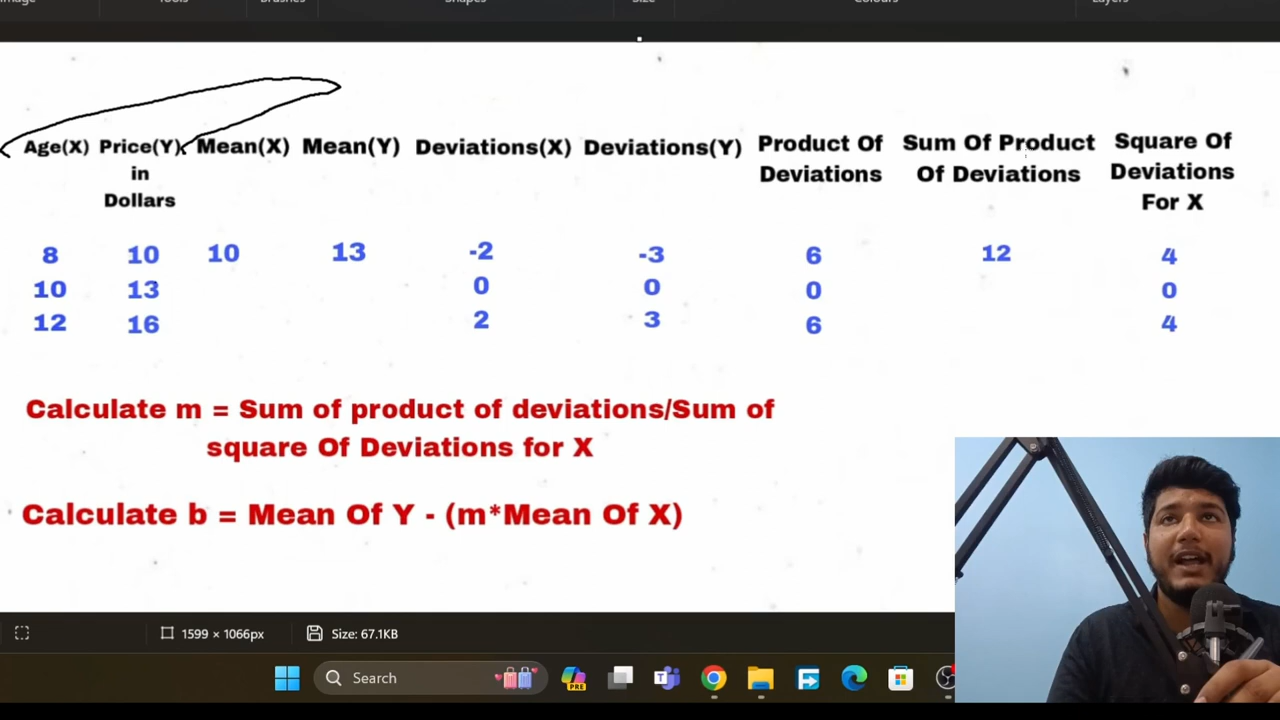 Age(X) Price(Y) Mean(X) Mean(Y) Deviations(X) Deviations(Y) Product Of Sum Of Product Square Of
in Deviations Of Deviations Deviations
Dollars For X
8 10 10 13 -2 -3 6 12 4
10 13 0 0 0 0
12 16 2 3 6 4
Calculate m = Sum of product of deviations/Sum of
square Of Deviations for X
Calculate b = Mean Of Y - (m*Mean Of X)
1599 × 1066px Size: 67.1KB
Search PRE